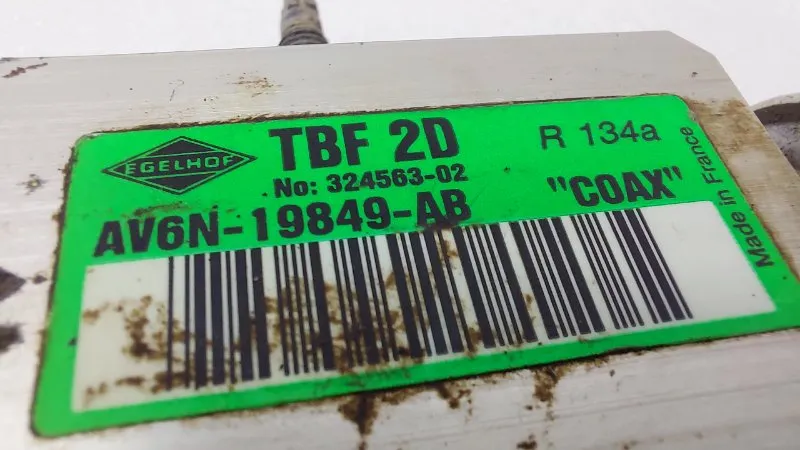 EGELHOF
TBF 2D
R 134a
No: 324563-02
AV6N-19849-AB
"COAX"
Made in France